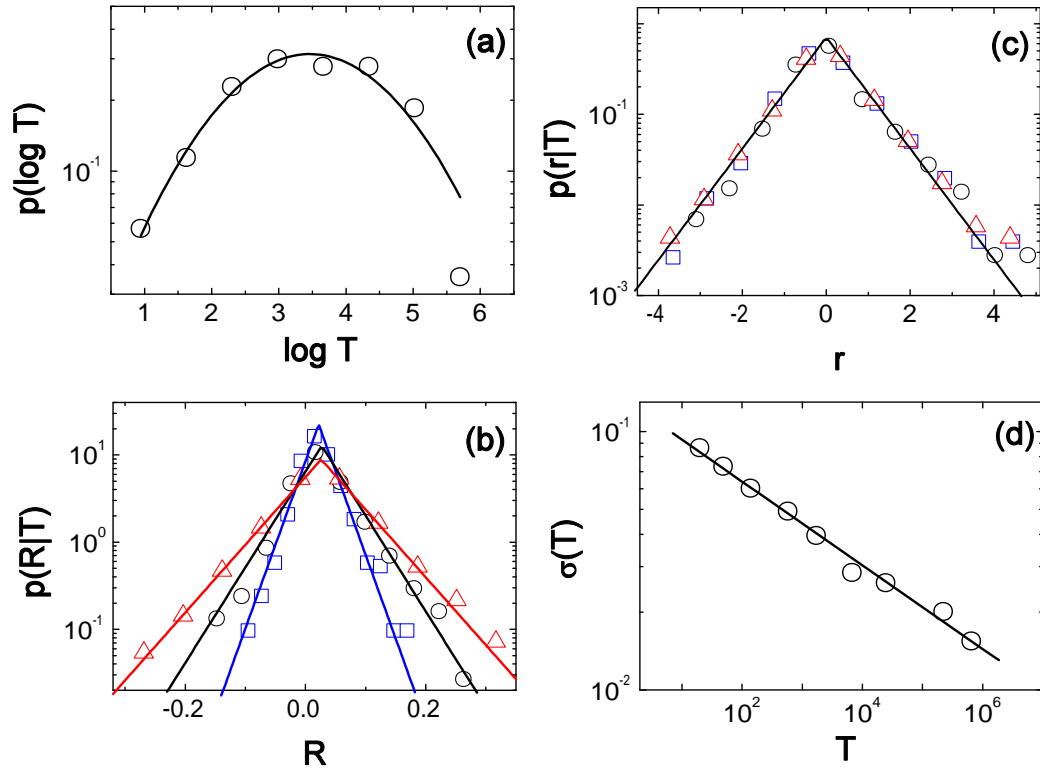 (a)
p(log T)
10^-1
1 2 3 4 5 6
log T
(c)
p(r|T)
10^-1
10^-3
-4 -2 0 2 4
r
(b)
p(R|T)
10^1
10^0
10^-1
-0.2 0.0 0.2
R
(d)
σ(T)
10^-1
10^-2
10^2 10^4 10^6
T